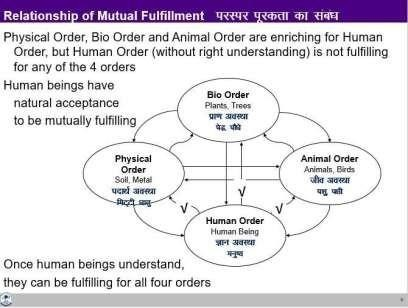 Relationship of Mutual Fulfillment परस्पर पूरकता का संबंध
Physical Order, Bio Order and Animal Order are enriching for Human
Order, but Human Order (without right understanding) is not fulfilling
for any of the 4 orders
Human beings have
natural acceptance
to be mutually fulfilling
Bio Order
Plants, Trees
प्राण अवस्था
पेड़, पौधे
Physical
Order
Soil, Metal
पदार्थ अवस्था
मिट्टी, धातु
Animal Order
Animals, Birds
जीव अवस्था
पशु, पक्षी
√
√
√
Human Order
Human Being
ज्ञान अवस्था
मनुष्य
Once human beings understand,
they can be fulfilling for all four orders